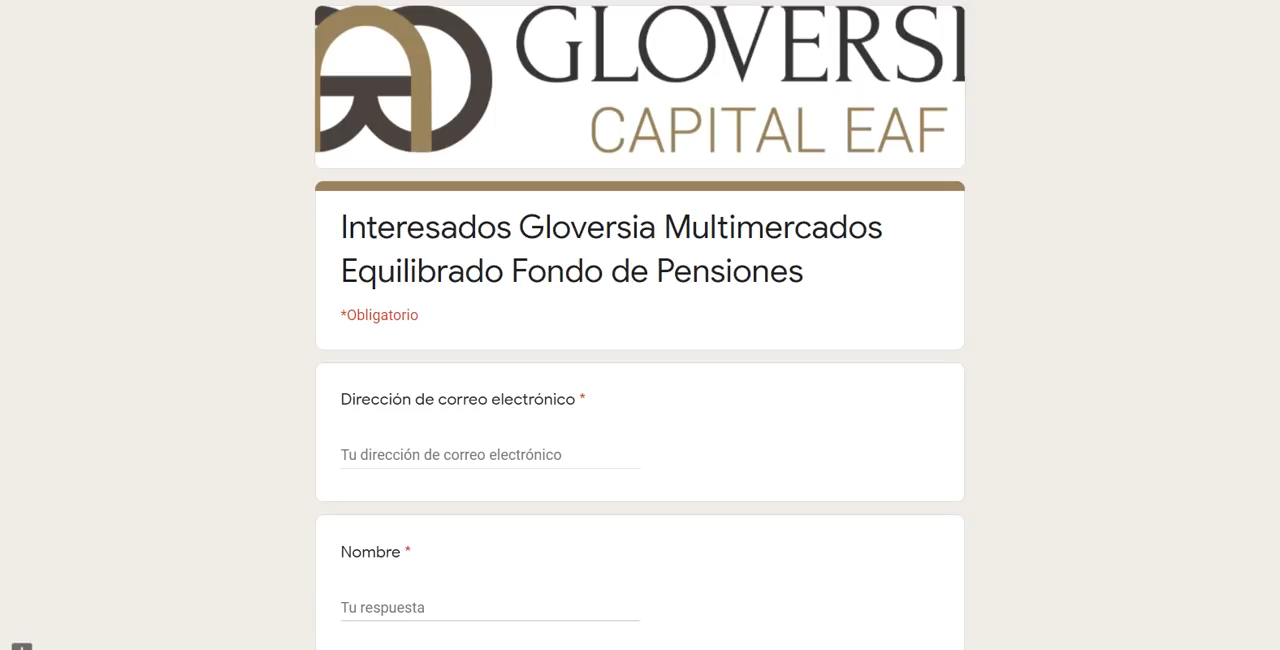 GLOVERSI
CAPITAL EAF
Interesados Gloversia Multimercados
Equilibrado Fondo de Pensiones
*Obligatorio
Dirección de correo electrónico *
Tu dirección de correo electrónico
Nombre *
Tu respuesta